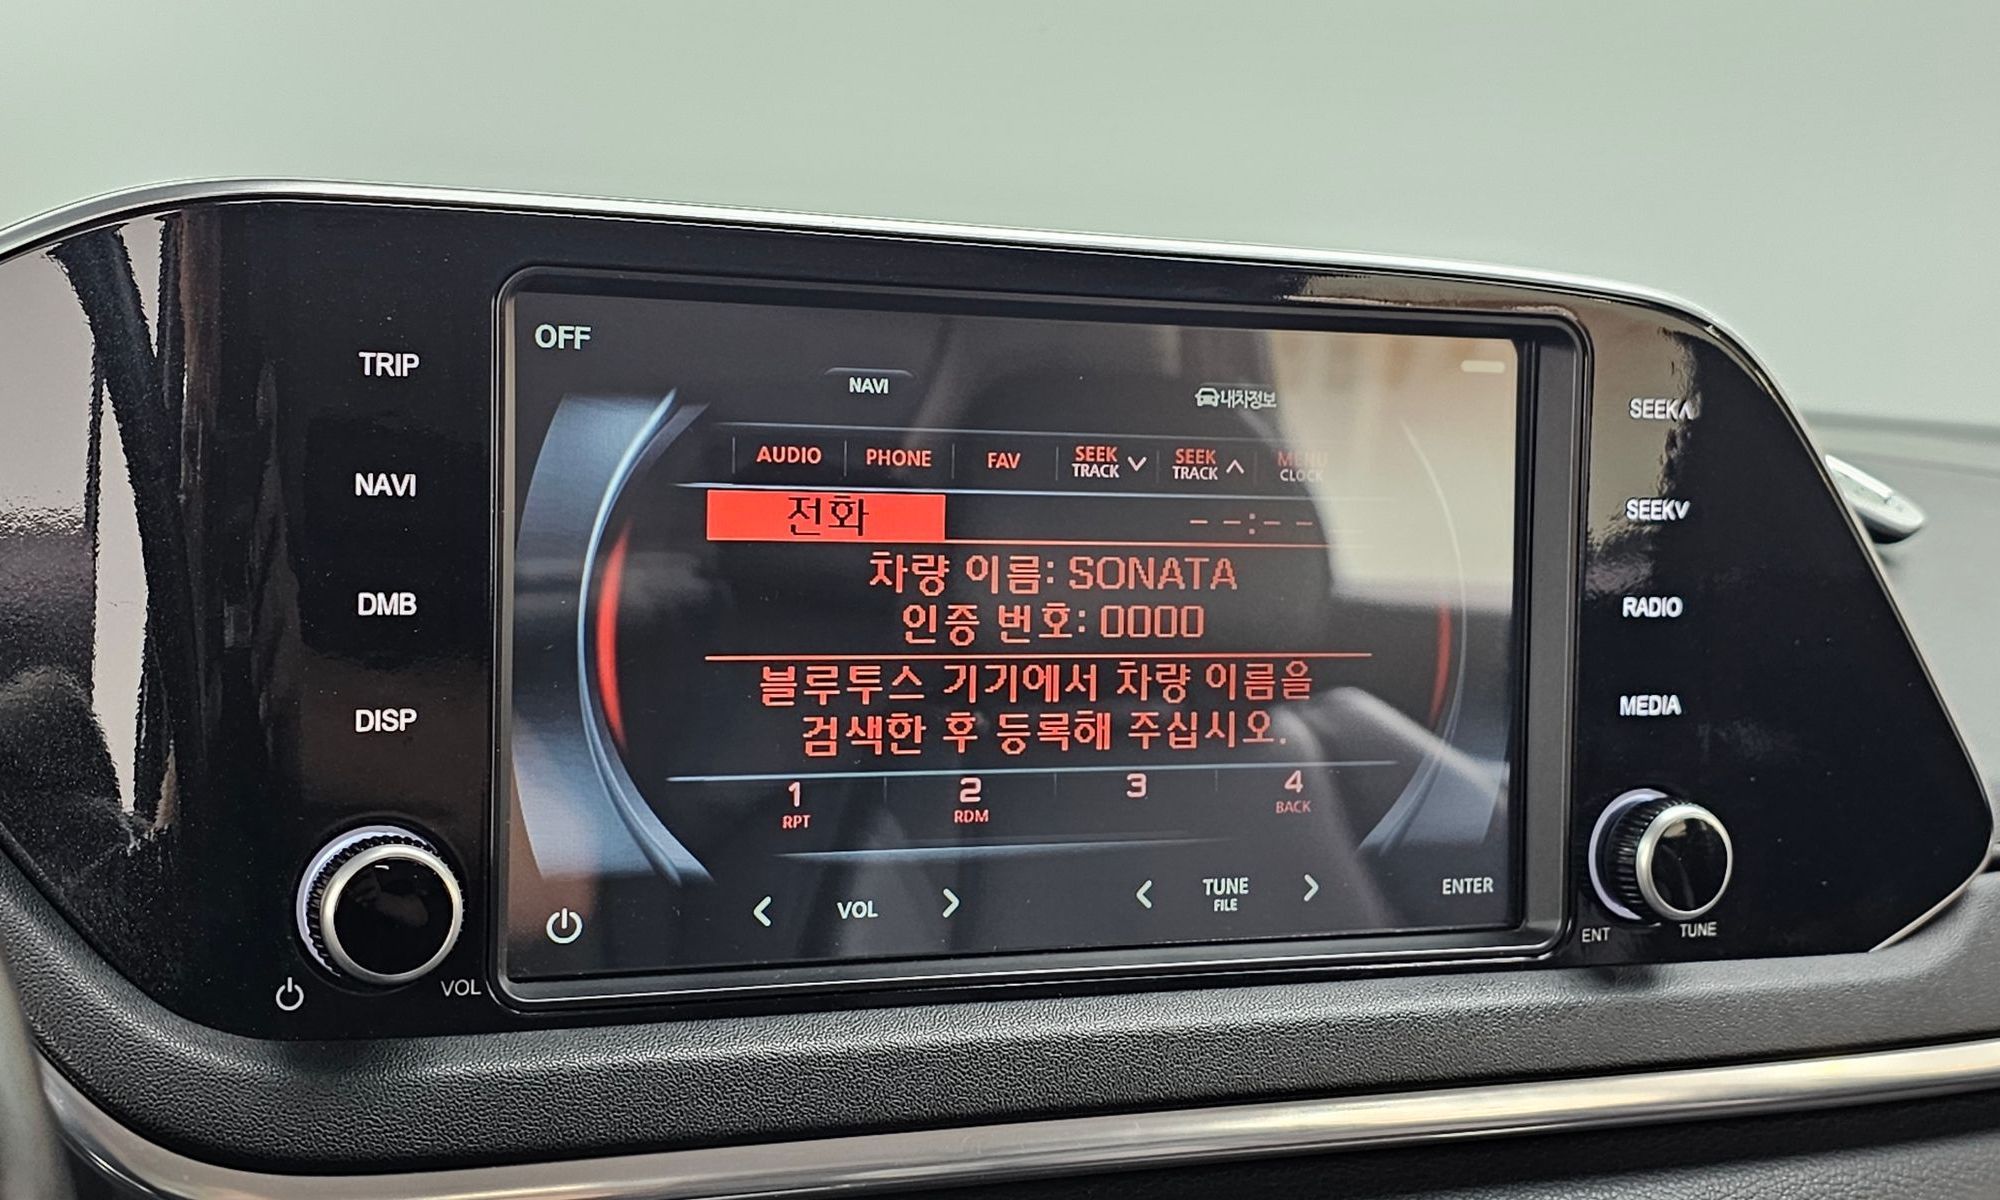 OFF
NAVI
내차정보
AUDIO PHONE FAV SEEK TRACK ∨ SEEK TRACK ∧ MENU CLOCK
전화 --:--
차량 이름: SONATA
인증 번호: 0000
블루투스 기기에서 차량 이름을
검색한 후 등록해 주십시오.
1 2 3 4
RPT RDM BACK
< VOL > < TUNE > ENTER
FILE
TRIP
NAVI
DMB
DISP
VOL
SEEK∧
SEEK∨
RADIO
MEDIA
ENT TUNE